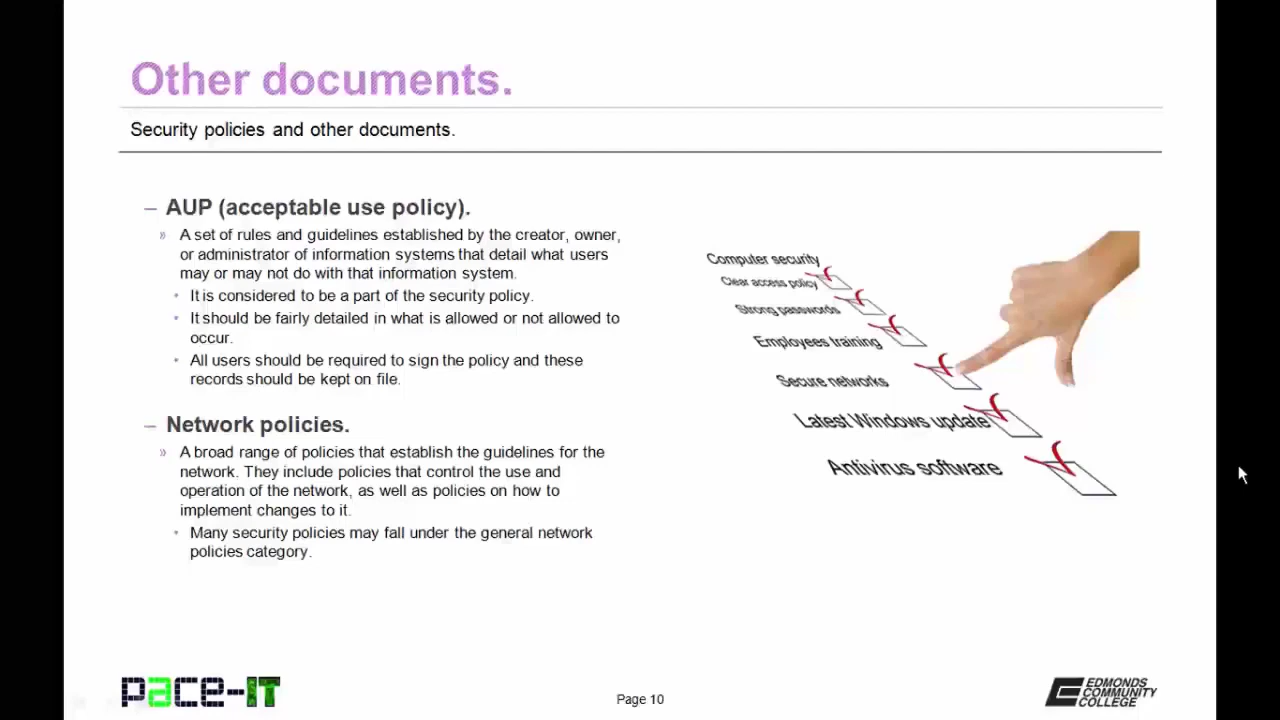 Other documents.
Security policies and other documents.
– AUP (acceptable use policy).
» A set of rules and guidelines established by the creator, owner,
or administrator of information systems that detail what users
may or may not do with that information system.
• It is considered to be a part of the security policy.
• It should be fairly detailed in what is allowed or not allowed to
occur.
• All users should be required to sign the policy and these
records should be kept on file.
– Network policies.
» A broad range of policies that establish the guidelines for the
network. They include policies that control the use and
operation of the network, as well as policies on how to
implement changes to it.
• Many security policies may fall under the general network
policies category.
Computer security
Clear access policy
Strong passwords
Employees training
Secure networks
Latest Windows update
Antivirus software
pace-IT
Page 10
EDMONDS
COMMUNITY
COLLEGE